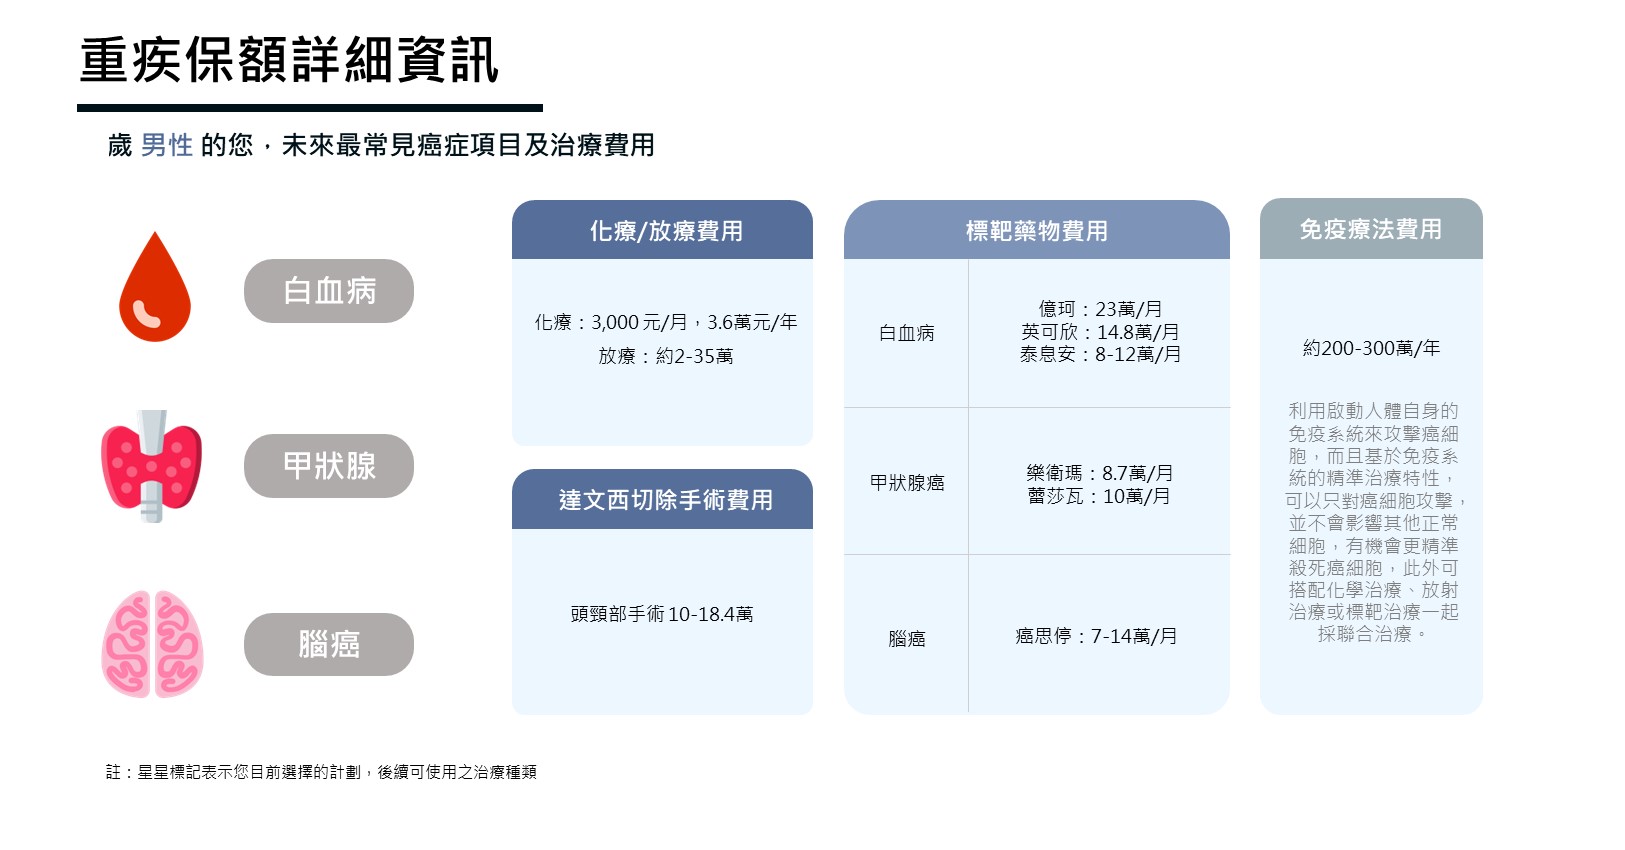 重疾保額詳細資訊
歲 男性 的您，未來最常見癌症項目及治療費用
白血病
甲狀腺
腦癌
化療/放療費用
化療：3,000 元/月，3.6萬元/年
放療：約2-35萬
達文西切除手術費用
頭頸部手術 10-18.4萬
標靶藥物費用
白血病
億珂：23萬/月
英可欣：14.8萬/月
泰息安：8-12萬/月
甲狀腺癌
樂衛瑪：8.7萬/月
蕾莎瓦：10萬/月
腦癌
癌思停：7-14萬/月
免疫療法費用
約200-300萬/年
利用啟動人體自身的
免疫系統來攻擊癌細
胞，而且基於免疫系
統的精準治療特性，
可以只對癌細胞攻擊，
並不會影響其他正常
細胞，有機會更精準
殺死癌細胞，此外可
搭配化學治療、放射
治療或標靶治療一起
採聯合治療。
註：星星標記表示您目前選擇的計劃，後續可使用之治療種類